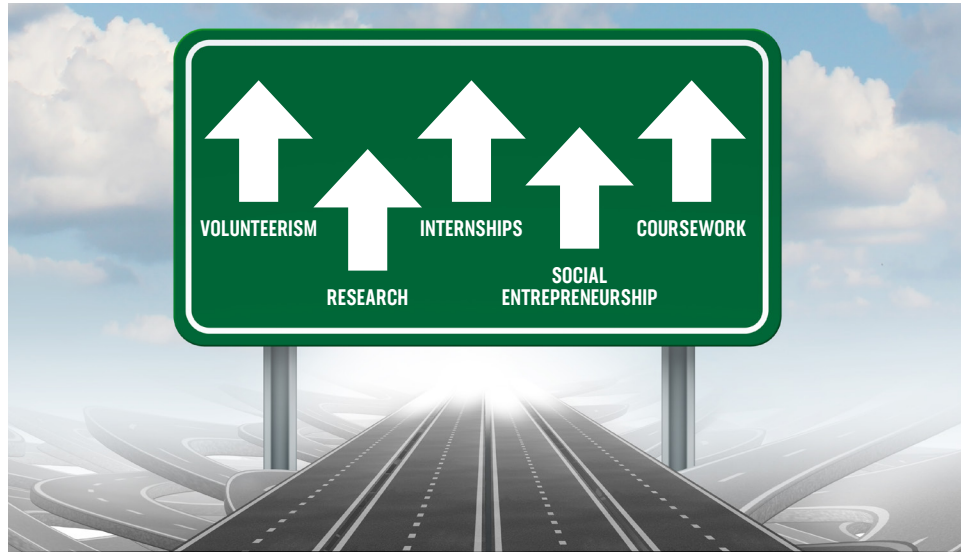 VOLUNTEERISM
INTERNSHIPS
COURSEWORK
RESEARCH
SOCIAL
ENTREPRENEURSHIP